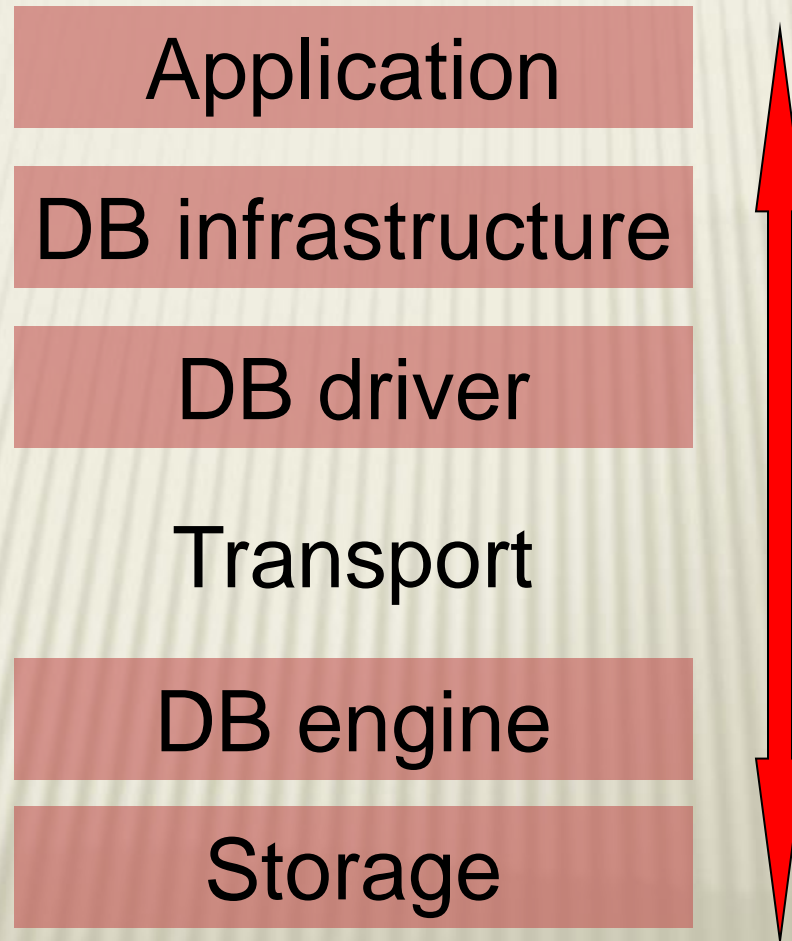 Application
DB infrastructure
DB driver
Transport
DB engine
Storage